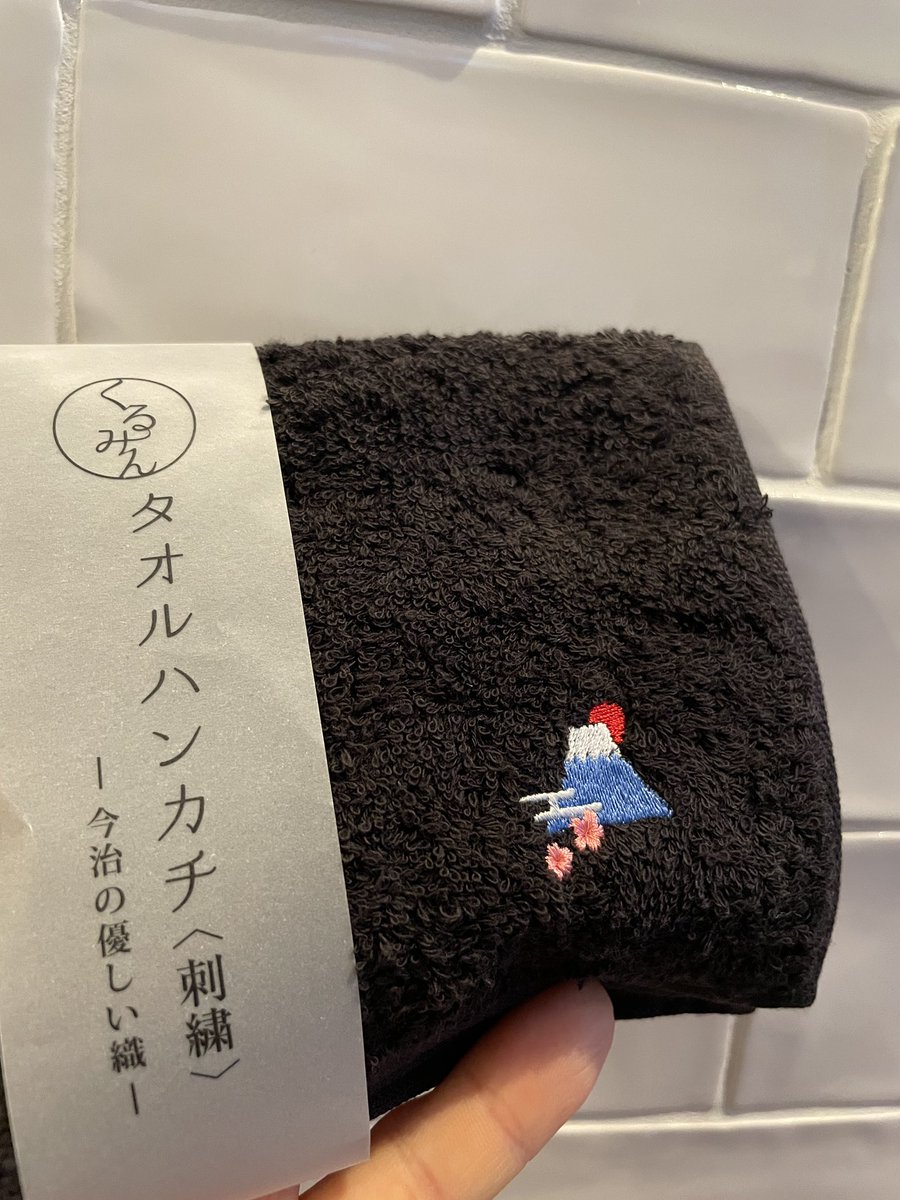 くるみん
タオルハンカチ〈刺繍〉
ー今治の優しい織ー